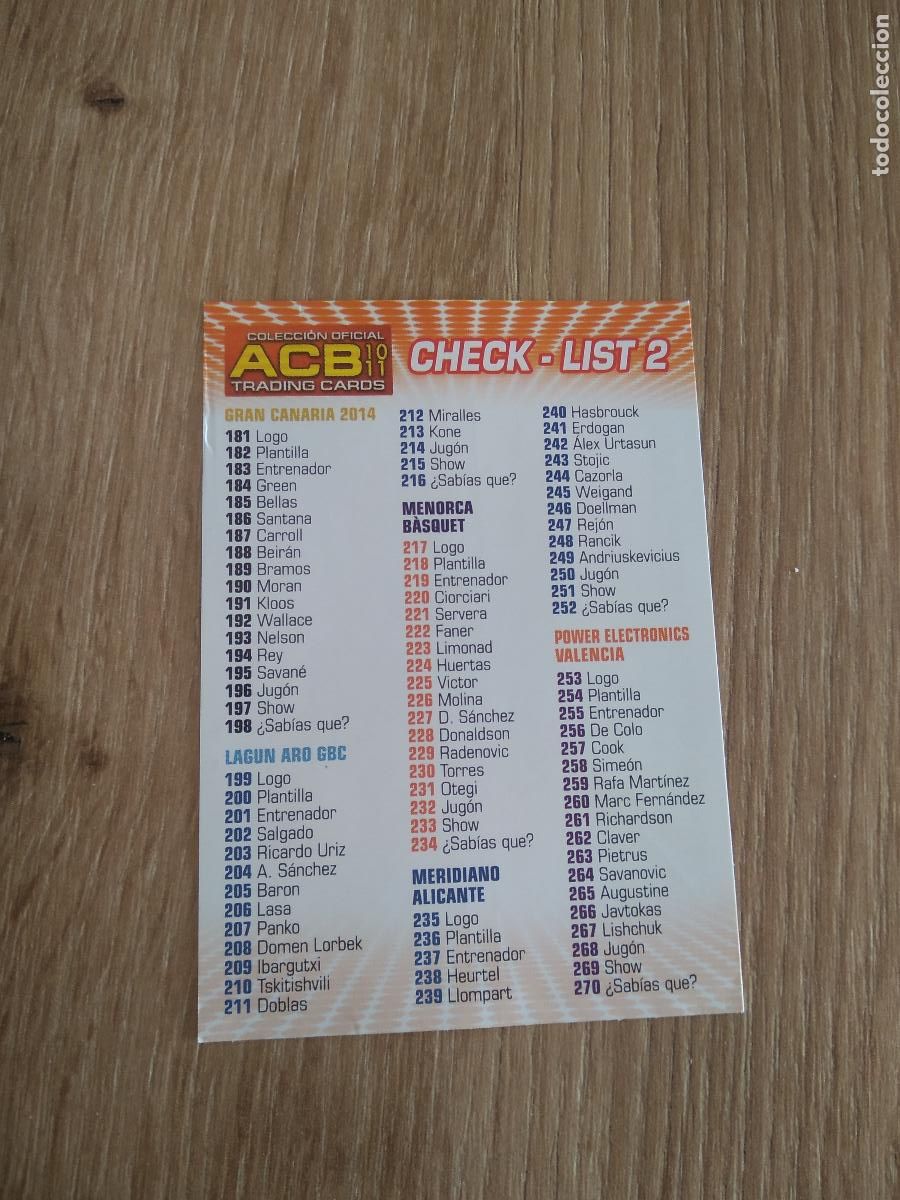 COLECCIÓN OFICIAL
ACB 10 11
TRADING CARDS
CHECK - LIST 2
GRAN CANARIA 2014
181 Logo
182 Plantilla
183 Entrenador
184 Green
185 Bellas
186 Santana
187 Carroll
188 Beirán
189 Bramos
190 Moran
191 Kloos
192 Wallace
193 Nelson
194 Rey
195 Savané
196 Jugón
197 Show
198 ¿Sabías que?
LAGUN ARO GBC
199 Logo
200 Plantilla
201 Entrenador
202 Salgado
203 Ricardo Uriz
204 A. Sánchez
205 Baron
206 Lasa
207 Panko
208 Domen Lorbek
209 Ibargutxi
210 Tskitishvili
211 Doblas
212 Miralles
213 Kone
214 Jugón
215 Show
216 ¿Sabías que?
MENORCA
BÀSQUET
217 Logo
218 Plantilla
219 Entrenador
220 Ciorciari
221 Servera
222 Faner
223 Limonad
224 Huertas
225 Victor
226 Molina
227 D. Sánchez
228 Donaldson
229 Radenovic
230 Torres
231 Otegi
232 Jugón
233 Show
234 ¿Sabías que?
MERIDIANO
ALICANTE
235 Logo
236 Plantilla
237 Entrenador
238 Heurtel
239 Llompart
240 Hasbrouck
241 Erdogan
242 Álex Urtasun
243 Stojic
244 Cazorla
245 Weigand
246 Doellman
247 Rejón
248 Rancik
249 Andriuskevicius
250 Jugón
251 Show
252 ¿Sabías que?
POWER ELECTRONICS
VALENCIA
253 Logo
254 Plantilla
255 Entrenador
256 De Colo
257 Cook
258 Simeón
259 Rafa Martínez
260 Marc Fernández
261 Richardson
262 Claver
263 Pietrus
264 Savanovic
265 Augustine
266 Javtokas
267 Lishchuk
268 Jugón
269 Show
270 ¿Sabías que?
todocoleccion